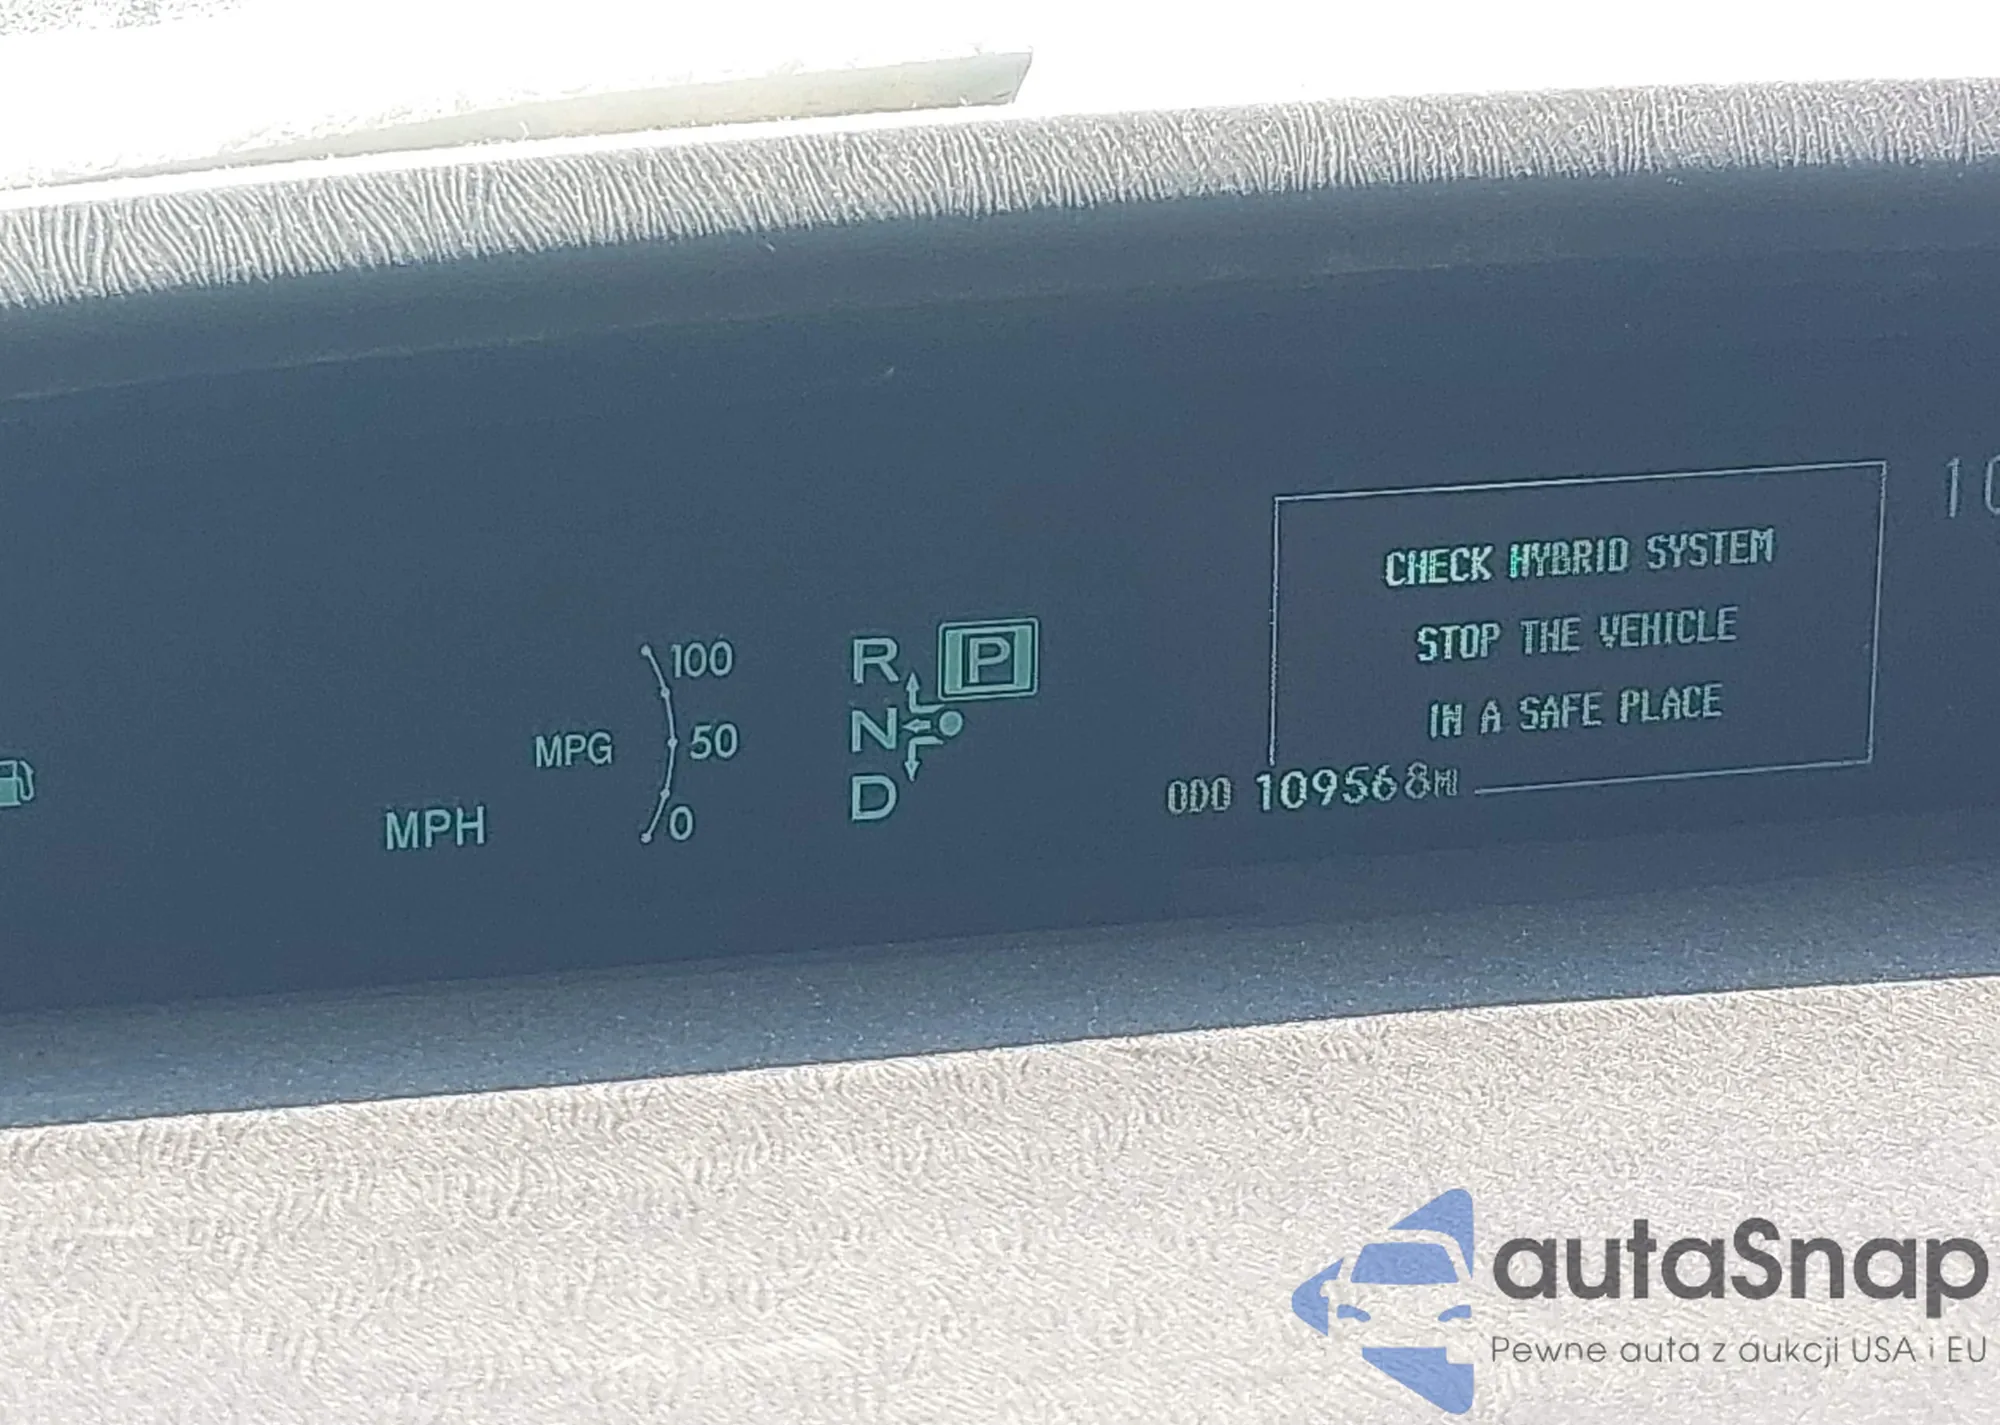 100
MPG 50
0
MPH
R P
N
D
CHECK HYBRID SYSTEM
STOP THE VEHICLE
IN A SAFE PLACE
ODO 109568MI
autaSnap
Pewne auta z aukcji USA i EU